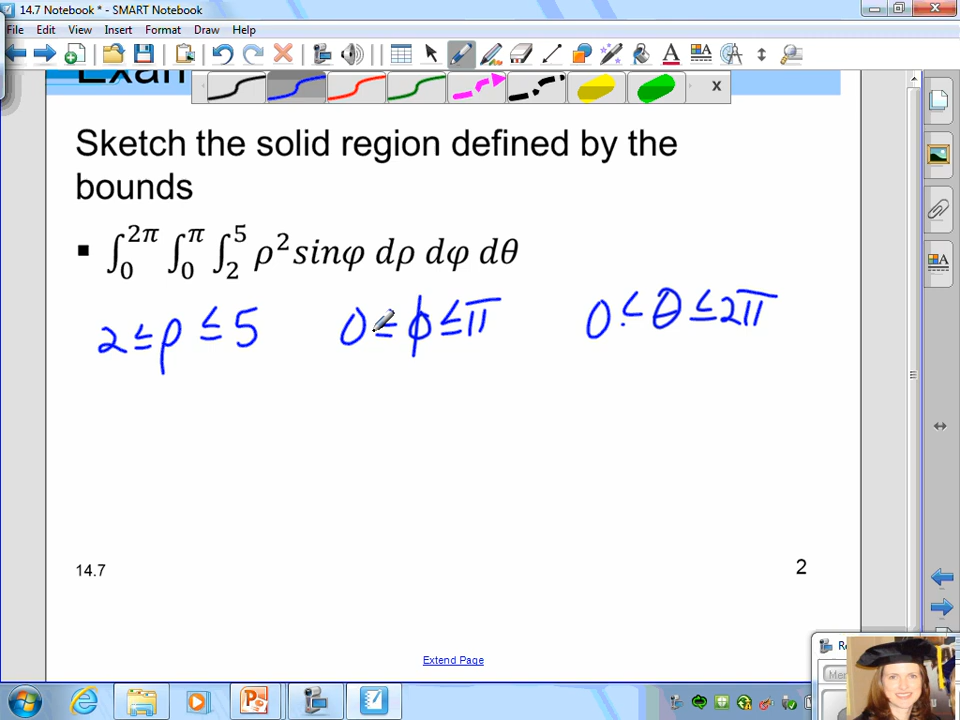 14.7 Notebook * - SMART Notebook
File Edit View Insert Format Draw Help
x
Sketch the solid region defined by the
bounds
▪ ∫₀^{2π} ∫₀^{π} ∫₂^{5} ρ² sinφ dρ dφ dθ
2 ≤ ρ ≤ 5 0 ≤ ϕ ≤ π 0 ≤ θ ≤ 2π
14.7 2
Extend Page